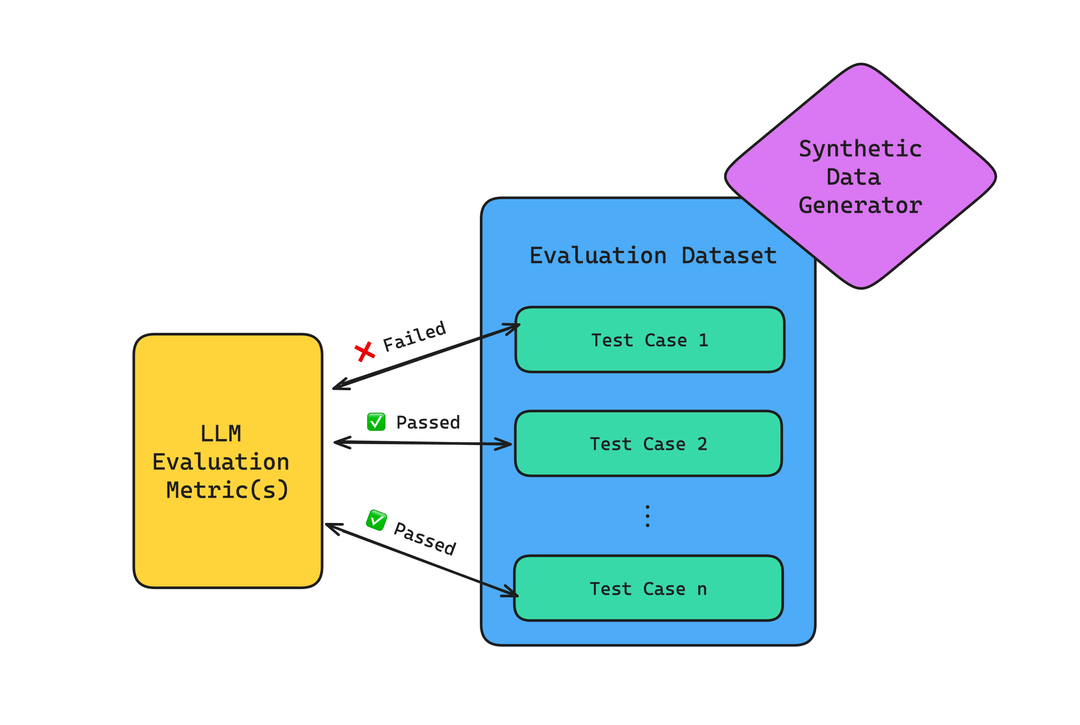 Synthetic
Data
Generator
Evaluation Dataset
❌ Failed
Test Case 1
✅ Passed
Test Case 2
LLM
Evaluation
Metric(s)
⋮
✅ Passed
Test Case n